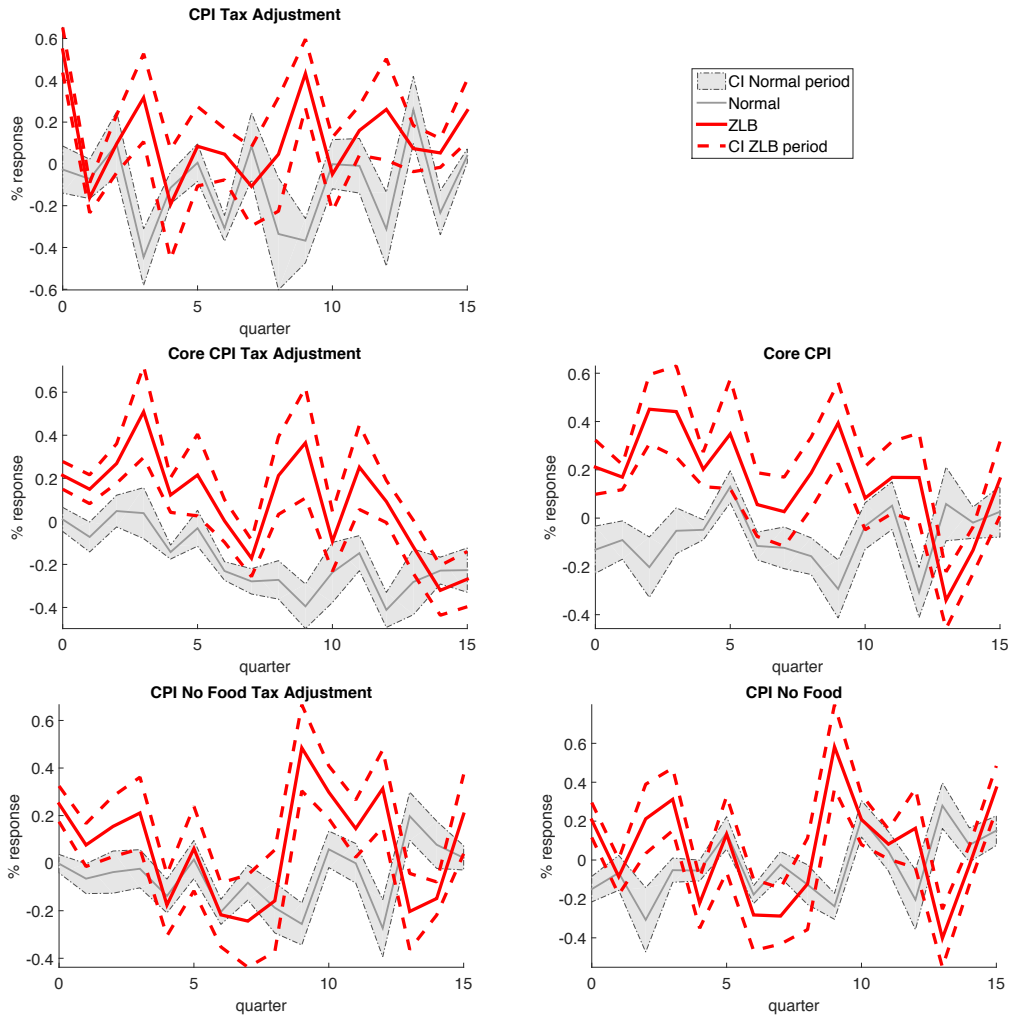 CPI Tax Adjustment
% response
0.6
0.4
0.2
0
-0.2
-0.4
-0.6
0
5
10
15
quarter
CI Normal period
Normal
ZLB
CI ZLB period
Core CPI Tax Adjustment
% response
0.6
0.4
0.2
0
-0.2
-0.4
0
5
10
15
quarter
Core CPI
% response
0.6
0.4
0.2
0
-0.2
-0.4
0
5
10
15
quarter
CPI No Food Tax Adjustment
% response
0.6
0.4
0.2
0
-0.2
-0.4
0
5
10
15
quarter
CPI No Food
% response
0.6
0.4
0.2
0
-0.2
-0.4
0
5
10
15
quarter